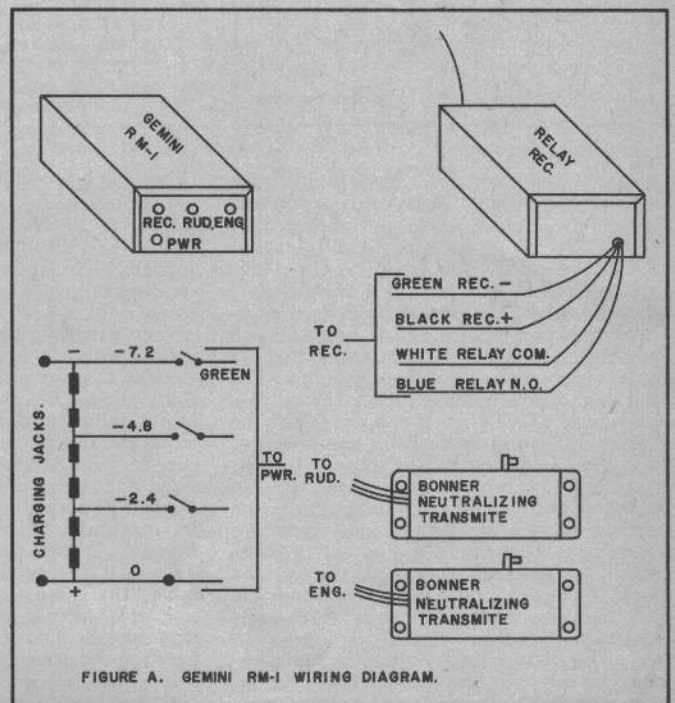 GEMINI
RM-1
REC. RUD. ENG
PWR
RELAY
REC.
GREEN REC. -
BLACK REC. +
WHITE RELAY COM.
BLUE RELAY N.O.
TO
REC.
CHARGING JACKS.
-
-7.2
GREEN
-4.8
-2.4
0
+
TO
PWR.
TO
RUD.
BONNER
NEUTRALIZING
TRANSMITE
TO
ENG.
BONNER
NEUTRALIZING
TRANSMITE
FIGURE A. GEMINI RM-1 WIRING DIAGRAM.